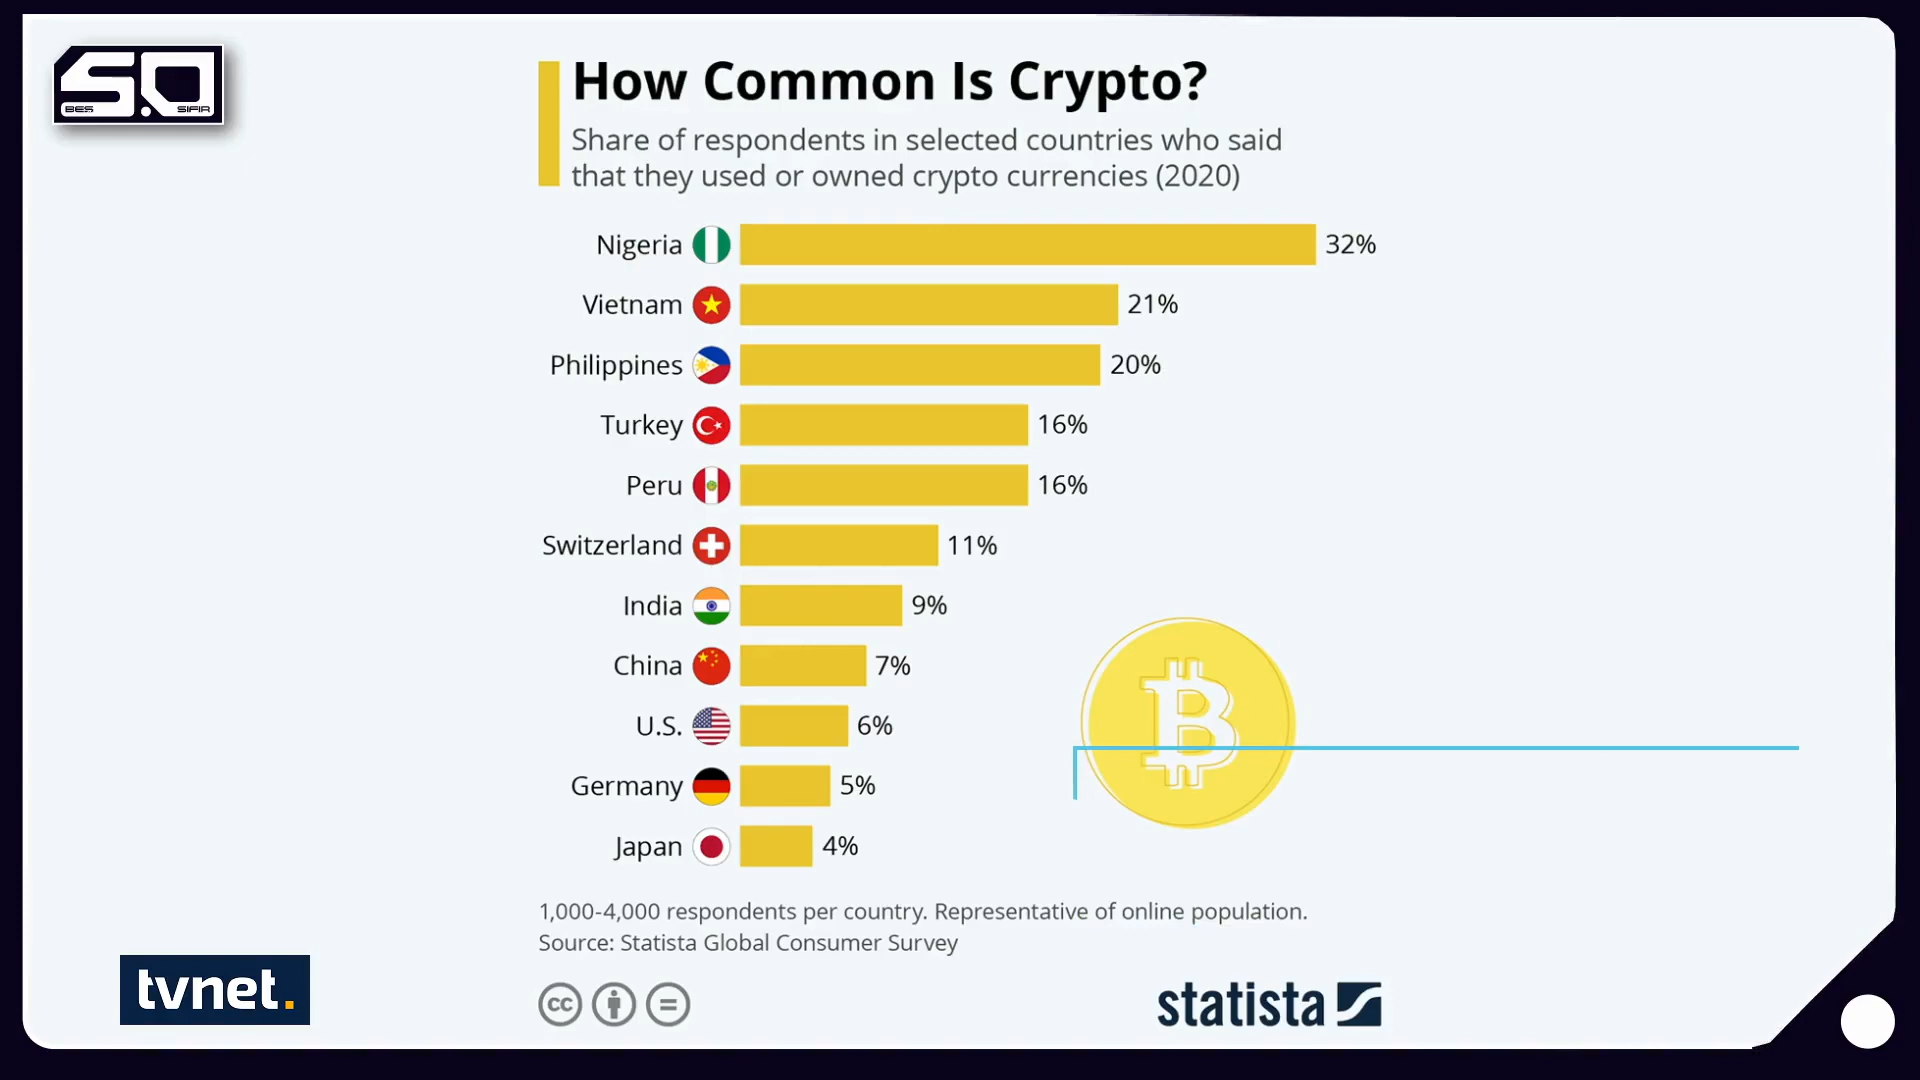 5.0
BES SIFIR
How Common Is Crypto?
Share of respondents in selected countries who said
that they used or owned crypto currencies (2020)
Nigeria 32%
Vietnam 21%
Philippines 20%
Turkey 16%
Peru 16%
Switzerland 11%
India 9%
China 7%
U.S. 6%
Germany 5%
Japan 4%
1,000-4,000 respondents per country. Representative of online population.
Source: Statista Global Consumer Survey
tvnet.
cc
statista